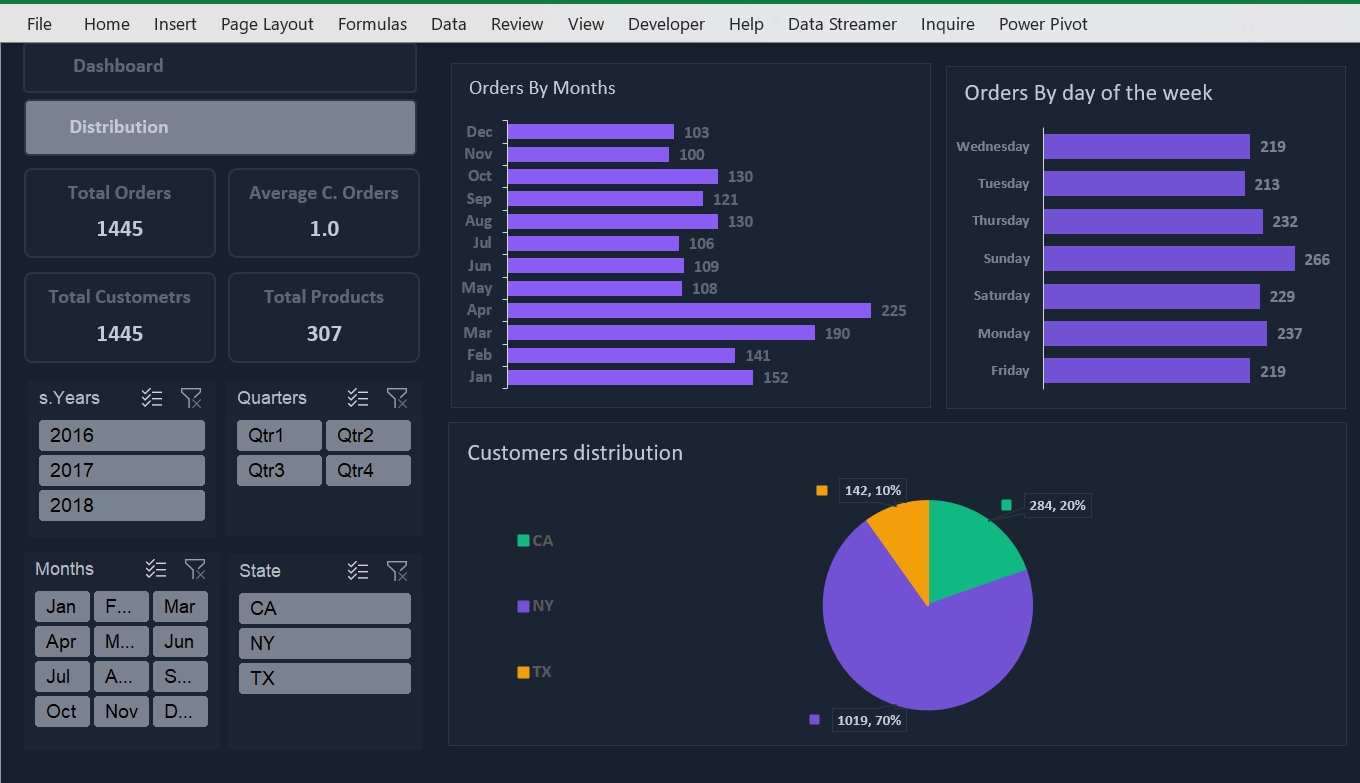 File Home Insert Page Layout Formulas Data Review View Developer Help Data Streamer Inquire Power Pivot
Dashboard
Distribution
Total Orders
1445
Average C. Orders
1.0
Total Custometrs
1445
Total Products
307
s.Years
2016
2017
2018
Quarters
Qtr1 Qtr2
Qtr3 Qtr4
Months
Jan F... Mar
Apr M... Jun
Jul A... S...
Oct Nov D...
State
CA
NY
TX
Orders By Months
Dec 103
Nov 100
Oct 130
Sep 121
Aug 130
Jul 106
Jun 109
May 108
Apr 225
Mar 190
Feb 141
Jan 152
Orders By day of the week
Wednesday 219
Tuesday 213
Thursday 232
Sunday 266
Saturday 229
Monday 237
Friday 219
Customers distribution
CA
NY
TX
142, 10%
284, 20%
1019, 70%